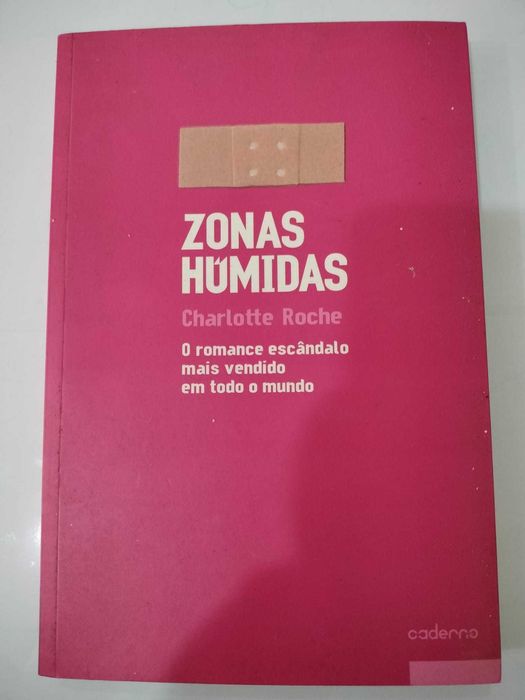 ZONAS
HÚMIDAS
Charlotte Roche
O romance escândalo
mais vendido
em todo o mundo
caderno